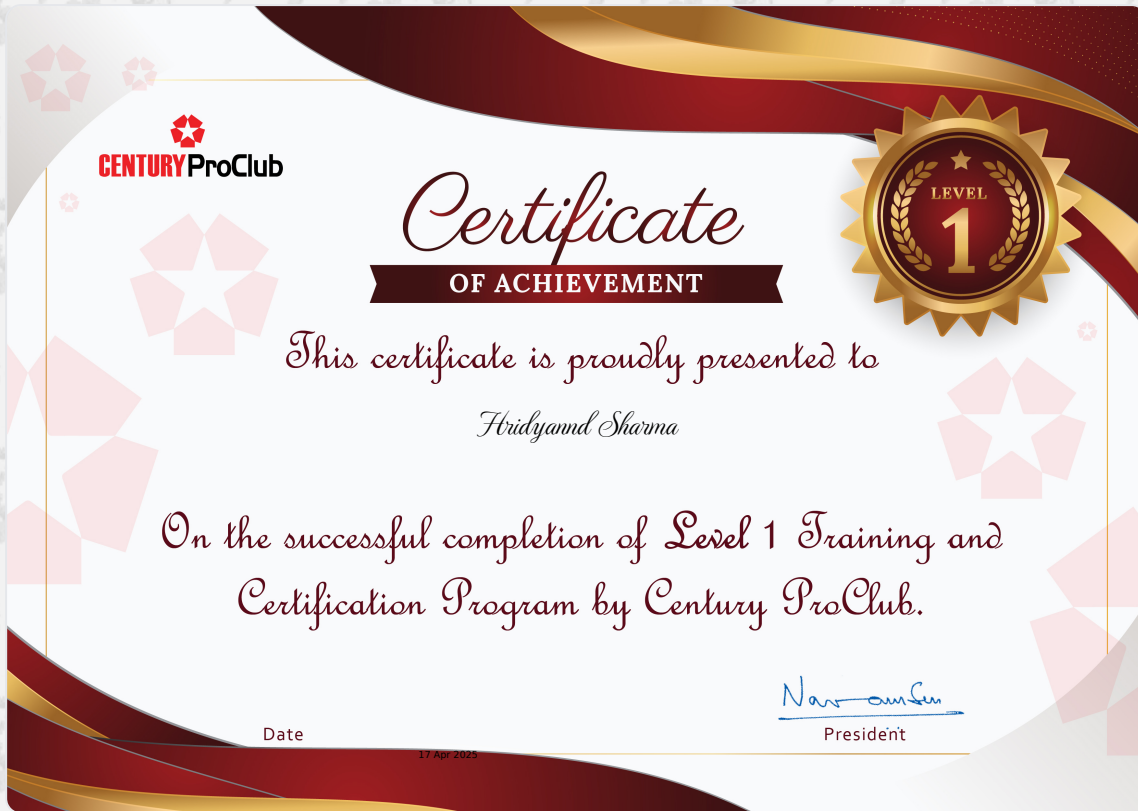 CENTURY ProClub
LEVEL
1
Certificate
OF ACHIEVEMENT
This certificate is proudly presented to
Hridyannd Sharma
On the successful completion of Level 1 Training and
Certification Program by Century ProClub.
Date
President
17 Apr 2025